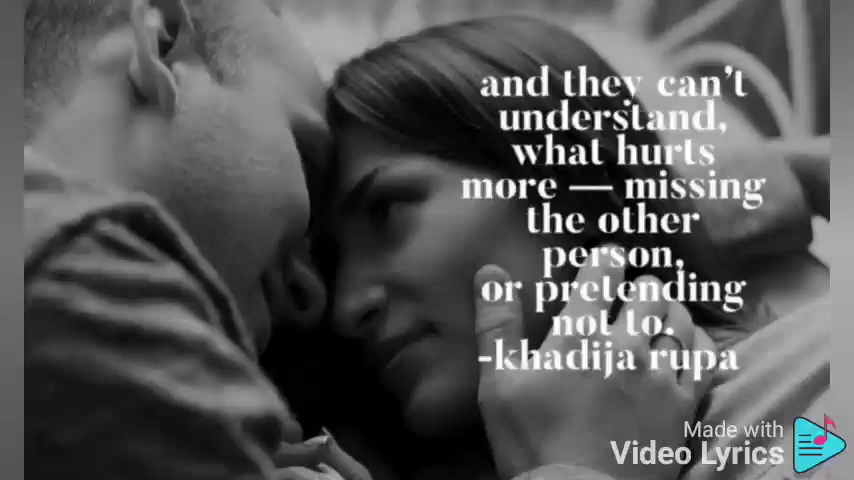 and they can't
understand,
what hurts
more — missing
the other
person,
or pretending
not to.
-khadija rupa
Made with
Video Lyrics